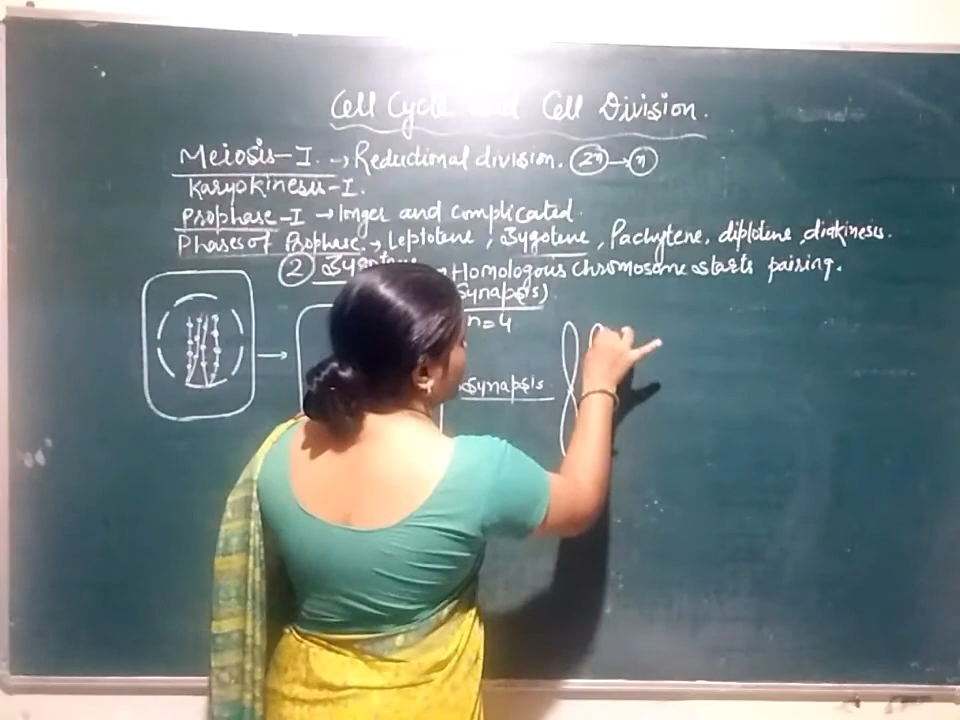 Cell Cycle and Cell Division.
Meiosis-I. → Reductional division. 2n → n
Karyokinesis-I.
Prophase-I → longer and complicated.
Phases of Prophase. → Leptotene, Zygotene, Pachytene, diplotene, diakinesis.
2 Zygotene Homologous Chromosome starts pairing.
Synapsis)
n=4
Synapsis